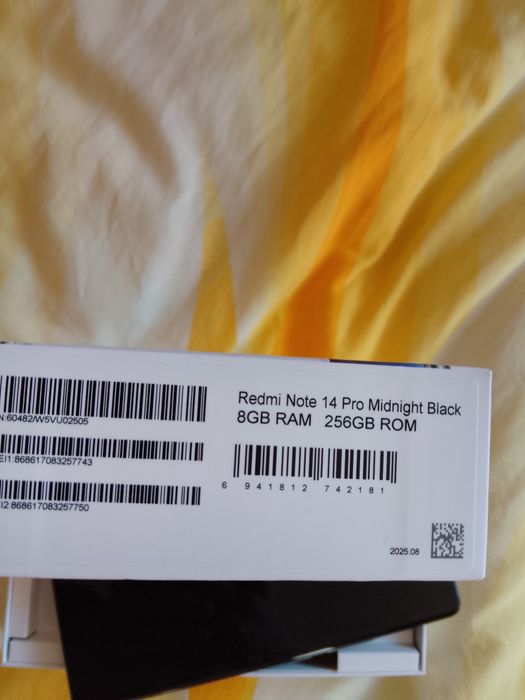 N:60482/W5VU02505
EI1:868617083257743
I2:868617083257750
Redmi Note 14 Pro Midnight Black
8GB RAM 256GB ROM
6 941812 742181
2025.08